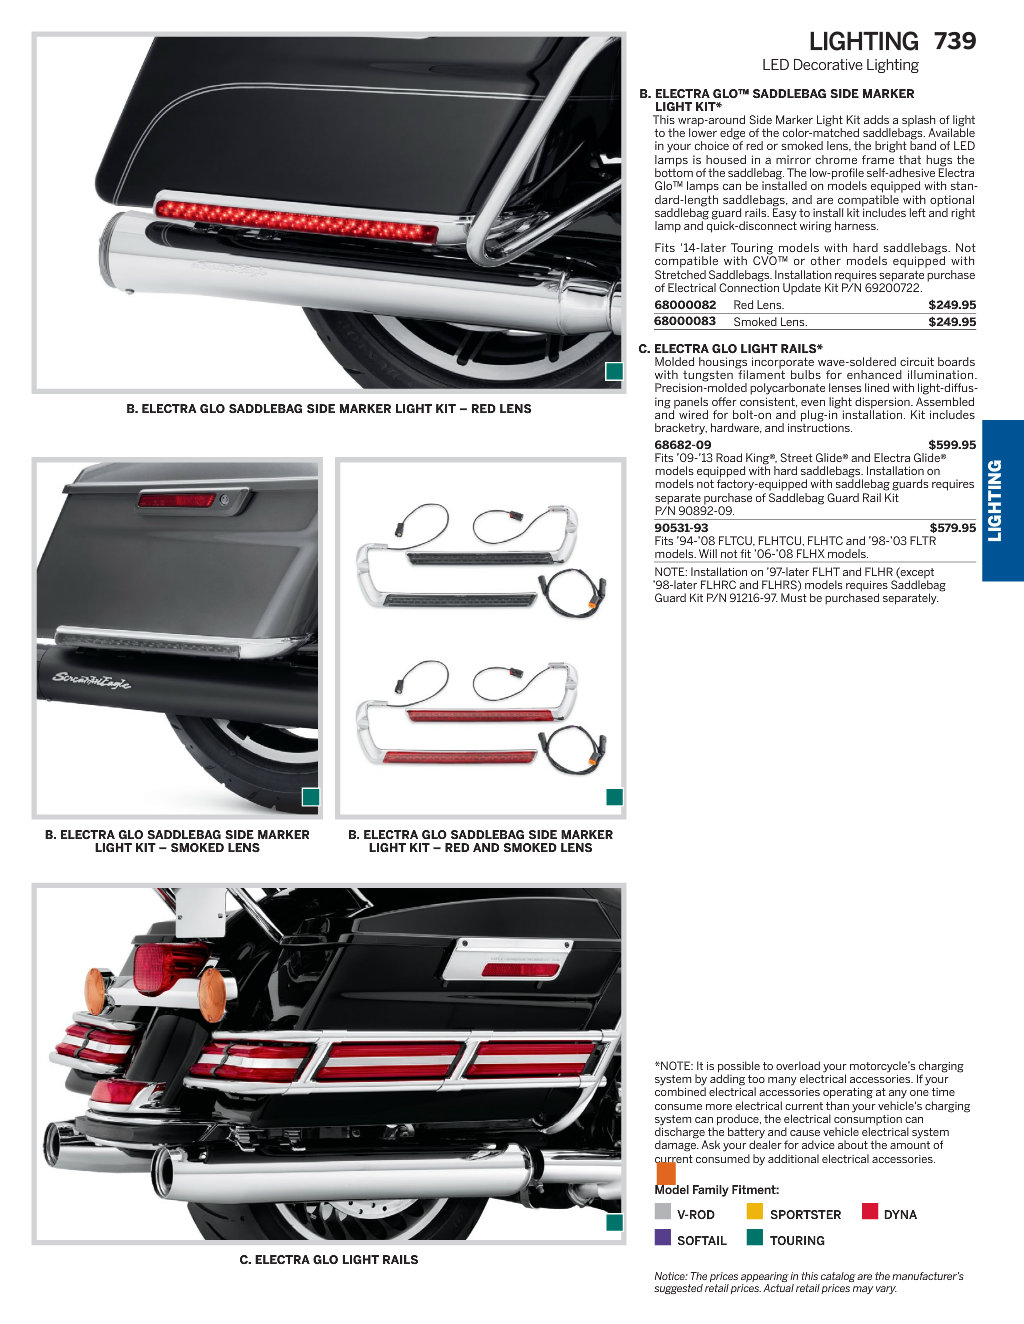 LIGHTING 739
LED Decorative Lighting
B. ELECTRA GLO™ SADDLEBAG SIDE MARKER
LIGHT KIT*
This wrap-around Side Marker Light Kit adds a splash of light
to the lower edge of the color-matched saddlebags. Available
in your choice of red or smoked lens, the bright band of LED
lamps is housed in a mirror chrome frame that hugs the
bottom of the saddlebag. The low-profile self-adhesive Electra
Glo™ lamps can be installed on models equipped with stan-
dard-length saddlebags, and are compatible with optional
saddlebag guard rails. Easy to install kit includes left and right
lamp and quick-disconnect wiring harness.
Fits '14-later Touring models with hard saddlebags. Not
compatible with CVO™ or other models equipped with
Stretched Saddlebags. Installation requires separate purchase
of Electrical Connection Update Kit P/N 69200722.
68000082 Red Lens. $249.95
68000083 Smoked Lens. $249.95
C. ELECTRA GLO LIGHT RAILS*
Molded housings incorporate wave-soldered circuit boards
with tungsten filament bulbs for enhanced illumination.
Precision-molded polycarbonate lenses lined with light-diffus-
ing panels offer consistent, even light dispersion. Assembled
and wired for bolt-on and plug-in installation. Kit includes
bracketry, hardware, and instructions.
68682-09 $599.95
Fits '09-'13 Road King®, Street Glide® and Electra Glide®
models equipped with hard saddlebags. Installation on
models not factory-equipped with saddlebag guards requires
separate purchase of Saddlebag Guard Rail Kit
P/N 90892-09.
90531-93 $579.95
Fits '94-'08 FLTCU, FLHTCU, FLHTC and '98-'03 FLTR
models. Will not fit '06-'08 FLHX models.
NOTE: Installation on '97-later FLHT and FLHR (except
'98-later FLHRC and FLHRS) models requires Saddlebag
Guard Kit P/N 91216-97. Must be purchased separately.
LIGHTING
B. ELECTRA GLO SADDLEBAG SIDE MARKER LIGHT KIT – RED LENS
Screamin' Eagle
B. ELECTRA GLO SADDLEBAG SIDE MARKER
LIGHT KIT – SMOKED LENS
B. ELECTRA GLO SADDLEBAG SIDE MARKER
LIGHT KIT – RED AND SMOKED LENS
C. ELECTRA GLO LIGHT RAILS
*NOTE: It is possible to overload your motorcycle's charging
system by adding too many electrical accessories. If your
combined electrical accessories operating at any one time
consume more electrical current than your vehicle's charging
system can produce, the electrical consumption can
discharge the battery and cause vehicle electrical system
damage. Ask your dealer for advice about the amount of
current consumed by additional electrical accessories.
Model Family Fitment:
V-ROD SPORTSTER DYNA
SOFTAIL TOURING
Notice: The prices appearing in this catalog are the manufacturer's
suggested retail prices. Actual retail prices may vary.